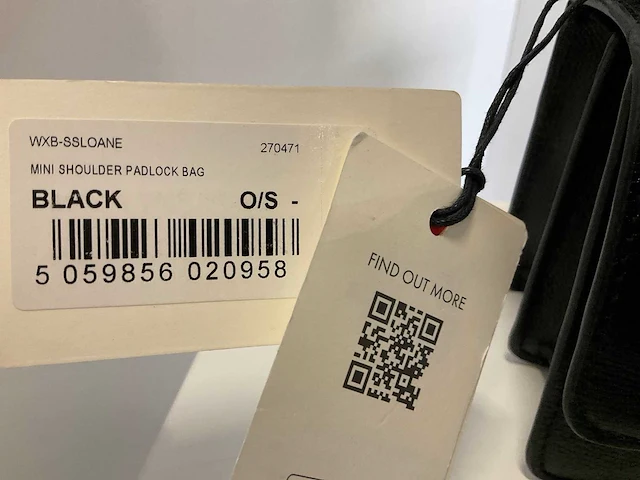 WXB-SSLOANE 270471
MINI SHOULDER PADLOCK BAG
BLACK O/S -
5 059856 020958
FIND OUT MORE